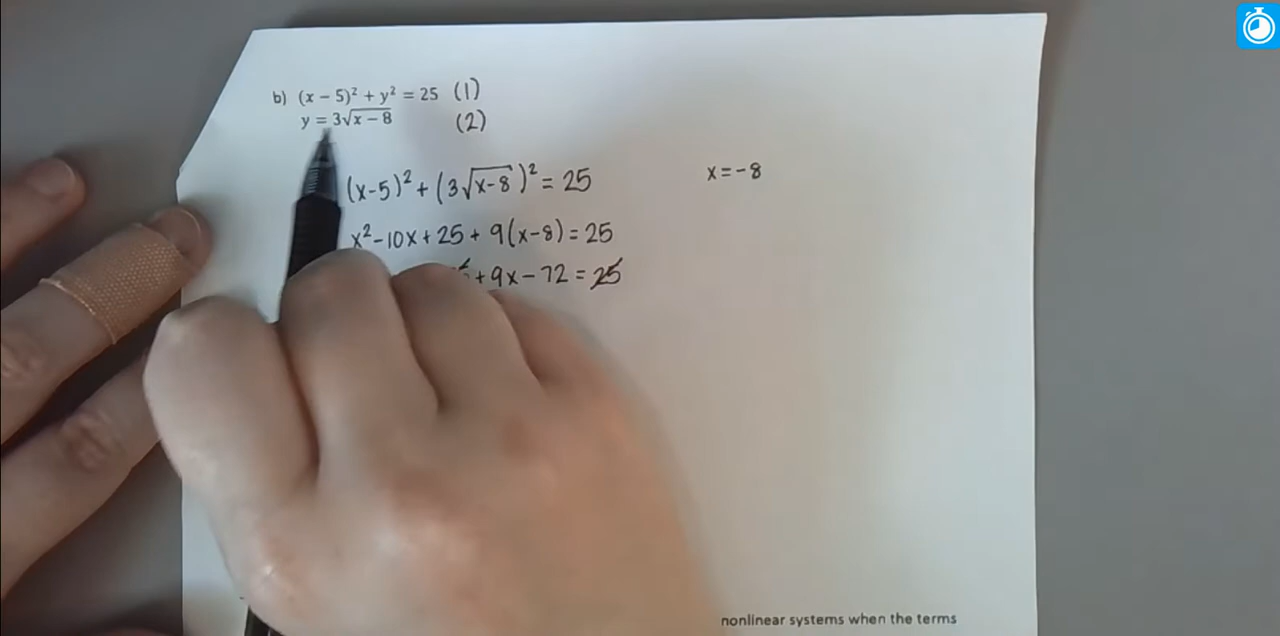 b) (x − 5)² + y² = 25 (1)
y = 3√x − 8 (2)
(x-5)² + (3√x-8)² = 25
x = -8
x² - 10x + 25 + 9(x-8) = 25
+ 9x - 72 = 25
nonlinear systems when the terms